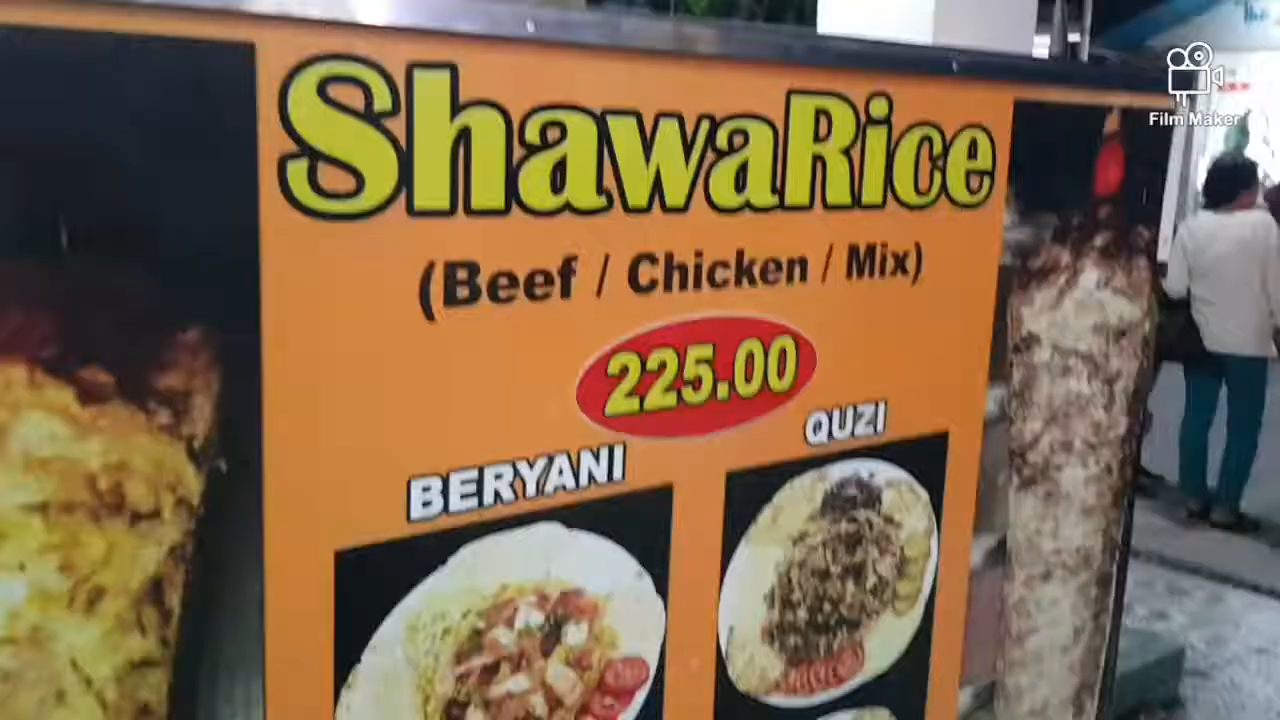 ShawaRice
(Beef / Chicken / Mix)
225.00
BERYANI
QUZI
Film Maker